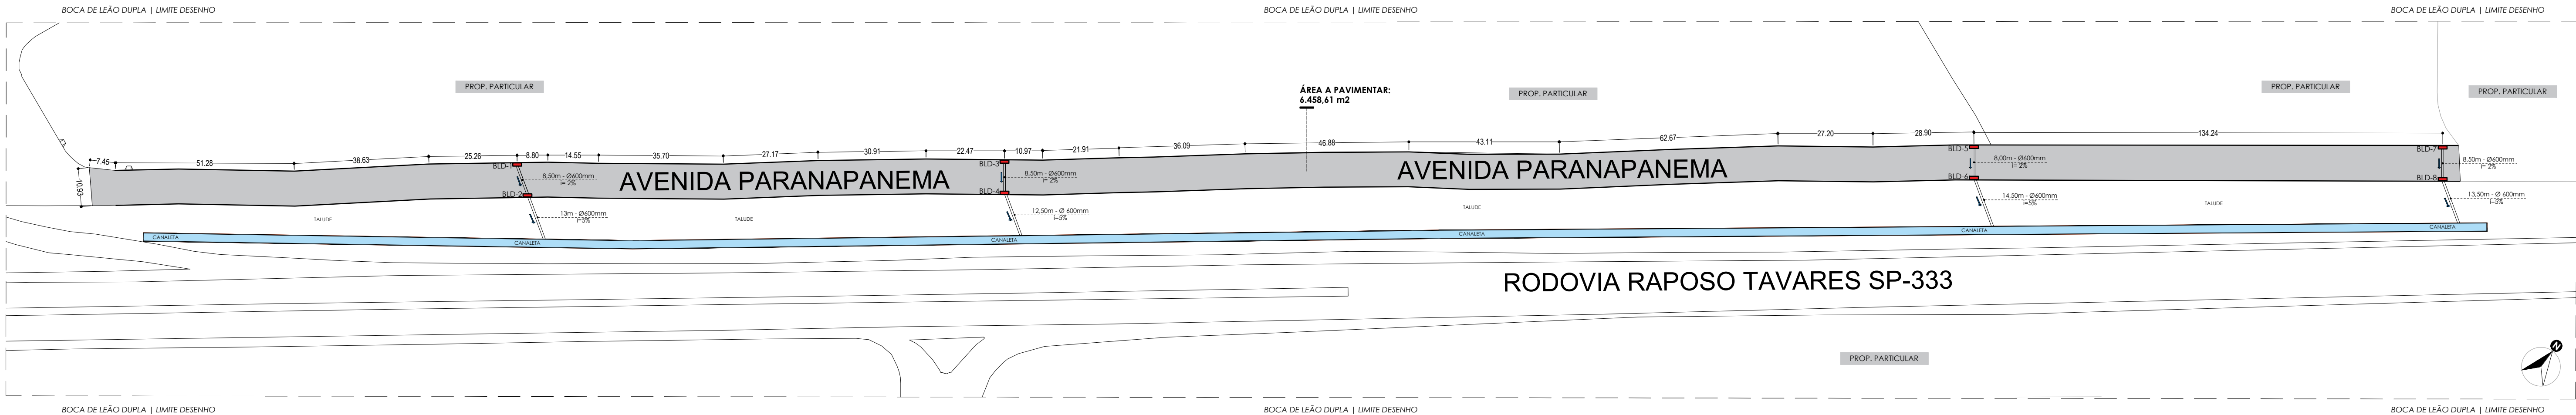 BOCA DE LEÃO DUPLA | LIMITE DESENHO
BOCA DE LEÃO DUPLA | LIMITE DESENHO
BOCA DE LEÃO DUPLA | LIMITE DESENHO
PROP. PARTICULAR
ÁREA A PAVIMENTAR:
6.458,61 m2
PROP. PARTICULAR
PROP. PARTICULAR
PROP. PARTICULAR
7.45
51.28
38.63
25.26
8.80
14.55
35.70
27.17
30.91
22.47
10.97
21.91
36.09
46.88
43.11
62.67
27.20
28.90
134.24
10.93
BLD-1
8,50m - Ø600mm
i= 2%
BLD-2
AVENIDA PARANAPANEMA
BLD-3
8,50m - Ø600mm
i= 2%
BLD-4
AVENIDA PARANAPANEMA
BLD-5
8,00m - Ø600mm
i= 2%
BLD-6
BLD-7
8,50m - Ø600mm
i= 2%
BLD-8
TALUDE
13m - Ø600mm
i=5%
TALUDE
12,50m - Ø 600mm
i=5%
TALUDE
14,50m - Ø600mm
i=5%
TALUDE
13,50m - Ø 600mm
i=5%
CANALETA
CANALETA
CANALETA
CANALETA
CANALETA
CANALETA
RODOVIA RAPOSO TAVARES SP-333
PROP. PARTICULAR
N
BOCA DE LEÃO DUPLA | LIMITE DESENHO
BOCA DE LEÃO DUPLA | LIMITE DESENHO
BOCA DE LEÃO DUPLA | LIMITE DESENHO